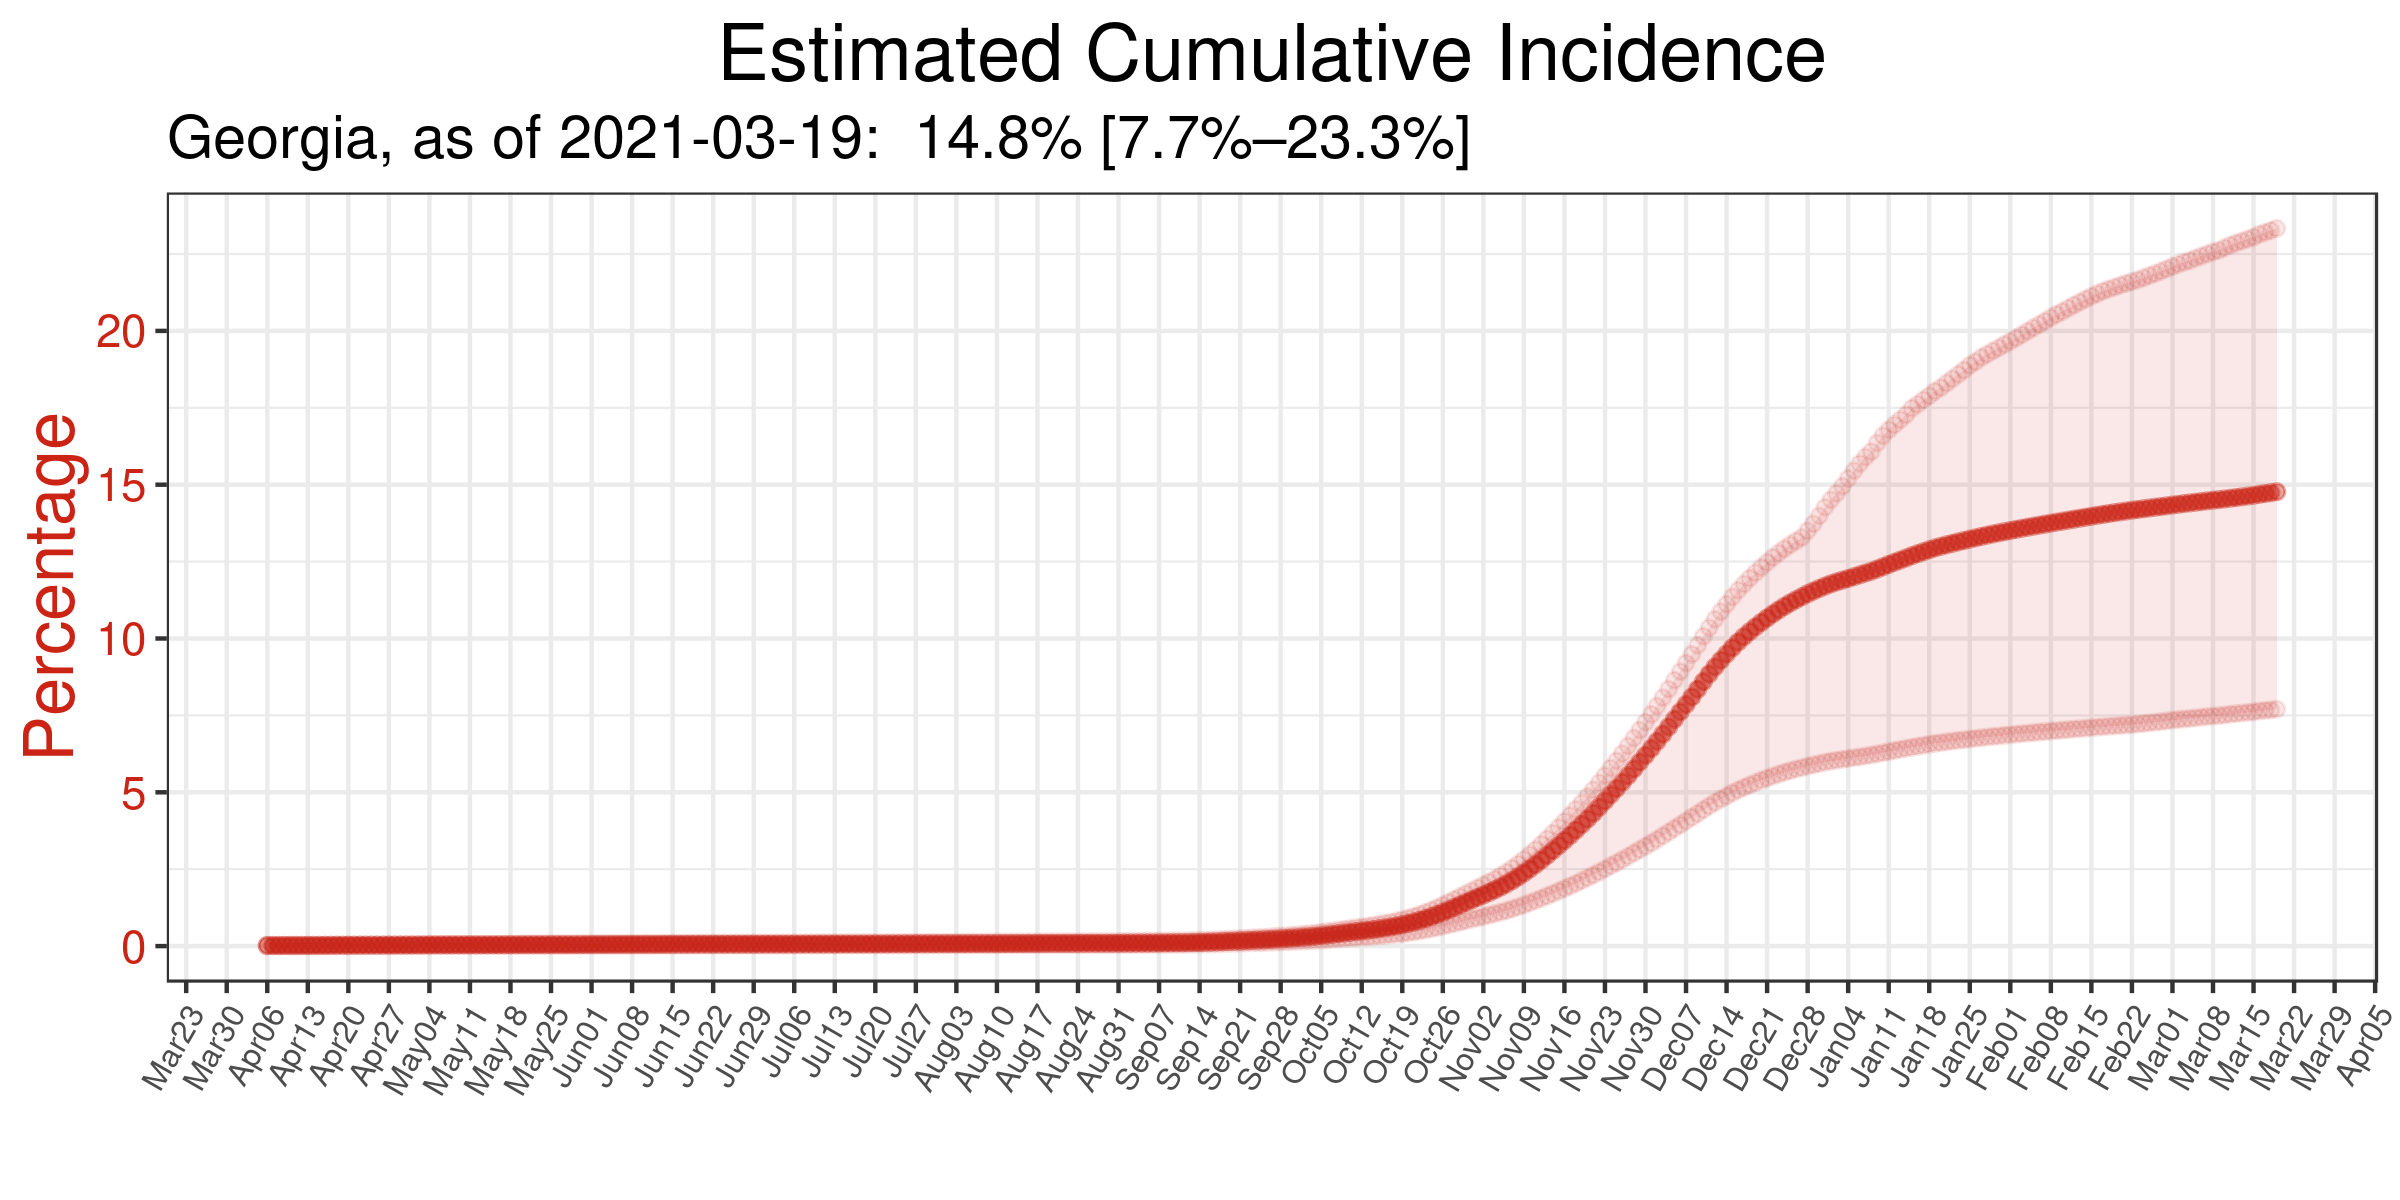 Estimated Cumulative Incidence
Georgia, as of 2021-03-19:  14.8% [7.7%–23.3%]
Percentage
20
15
10
5
0
Mar23
Mar30
Apr06
Apr13
Apr20
Apr27
May04
May11
May18
May25
Jun01
Jun08
Jun15
Jun22
Jun29
Jul06
Jul13
Jul20
Jul27
Aug03
Aug10
Aug17
Aug24
Aug31
Sep07
Sep14
Sep21
Sep28
Oct05
Oct12
Oct19
Oct26
Nov02
Nov09
Nov16
Nov23
Nov30
Dec07
Dec14
Dec21
Dec28
Jan04
Jan11
Jan18
Jan25
Feb01
Feb08
Feb15
Feb22
Mar01
Mar08
Mar15
Mar22
Mar29
Apr05